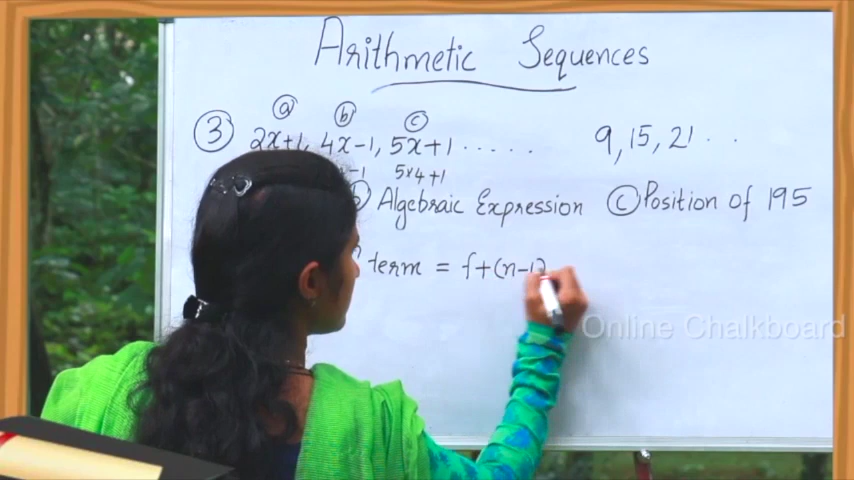 Arithmetic Sequences
ⓐ ⓑ ⓒ
③ 2x+1, 4x-1, 5x+1 ..... 9, 15, 21 ...
-1 5x4+1
Algebraic Expression ⓒ Position of 195
term = f+(n-1)
Online Chalkboard